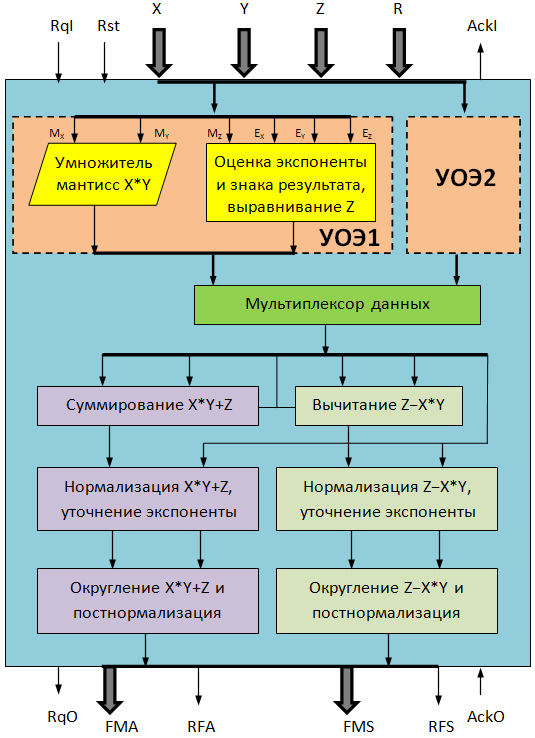 X Y Z R
RqI Rst AckI
Mx My Mz Ex Ey Ez
Умножитель
мантисс X*Y
Оценка экспоненты
и знака результата,
выравнивание Z
УОЭ1
УОЭ2
Мультиплексор данных
Суммирование X*Y+Z
Вычитание Z−X*Y
Нормализация X*Y+Z,
уточнение экспоненты
Нормализация Z−X*Y,
уточнение экспоненты
Округление X*Y+Z и
постнормализация
Округление Z−X*Y и
постнормализация
RqO FMA RFA FMS RFS AckO